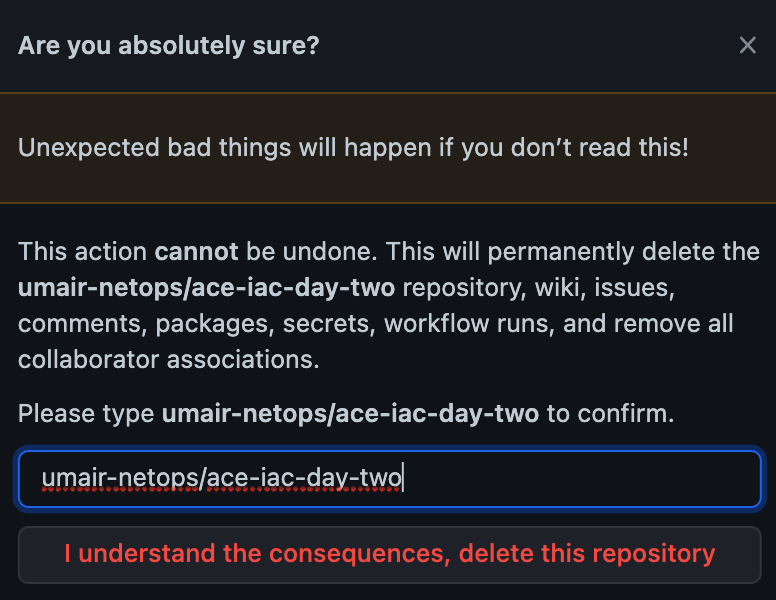 Are you absolutely sure?
Unexpected bad things will happen if you don’t read this!
This action cannot be undone. This will permanently delete the
umair-netops/ace-iac-day-two repository, wiki, issues,
comments, packages, secrets, workflow runs, and remove all
collaborator associations.
Please type umair-netops/ace-iac-day-two to confirm.
umair-netops/ace-iac-day-two
I understand the consequences, delete this repository